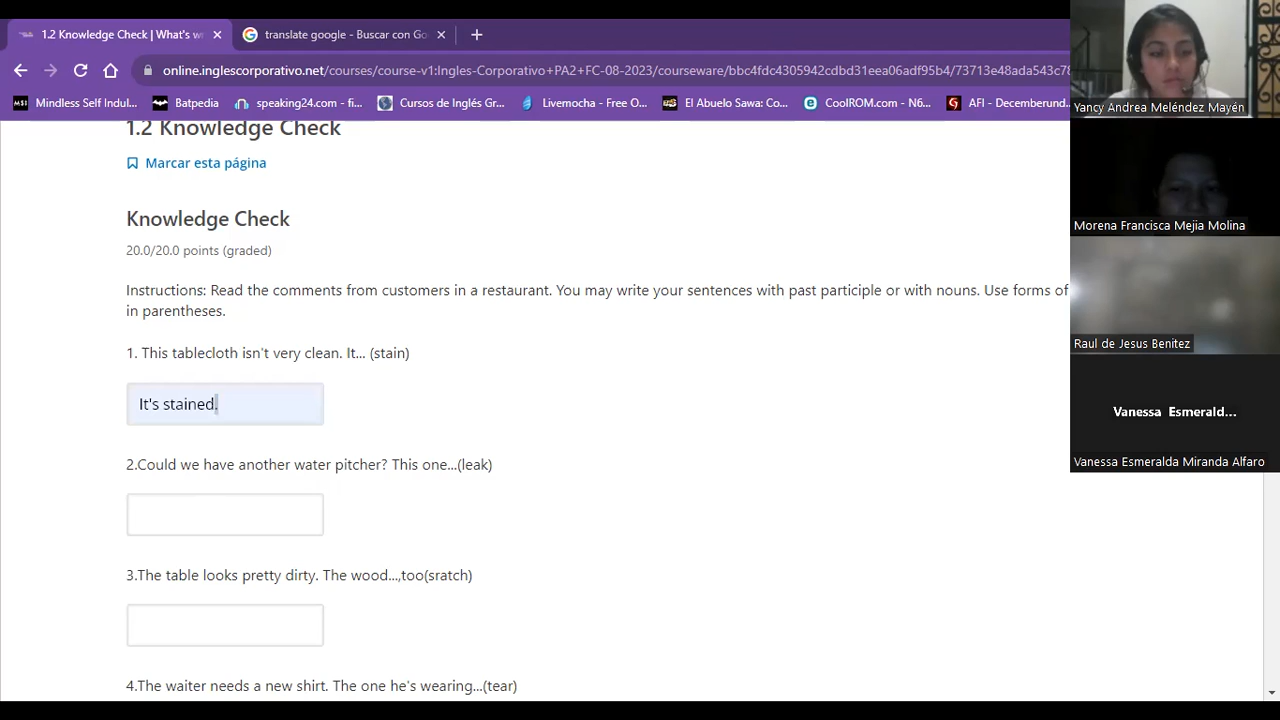 1.2 Knowledge Check | What's w
translate google - Buscar con Go
online.inglescorporativo.net/courses/course-v1:Ingles-Corporativo+PA2+FC-08-2023/courseware/bbc4fdc4305942cdbd31eea06adf95b4/73713e48ada543c78
Mindless Self Indul... Batpedia speaking24.com - fi... Cursos de Inglés Gr... Livemocha - Free O... El Abuelo Sawa: Co... CoolROM.com - N6... AFI - Decemberund
1.2 Knowledge Check
Marcar esta página
Knowledge Check
20.0/20.0 points (graded)
Instructions: Read the comments from customers in a restaurant. You may write your sentences with past participle or with nouns. Use forms of
in parentheses.
1. This tablecloth isn't very clean. It... (stain)
It's stained.
2.Could we have another water pitcher? This one...(leak)
3.The table looks pretty dirty. The wood...,too(sratch)
4.The waiter needs a new shirt. The one he's wearing...(tear)
Yancy Andrea Meléndez Mayén
Morena Francisca Mejia Molina
Raul de Jesus Benitez
Vanessa Esmerald...
Vanessa Esmeralda Miranda Alfaro